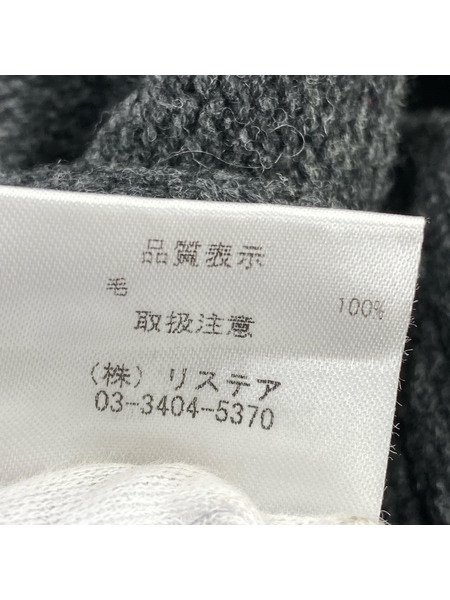 品質表示
毛 100%
取扱注意
(株) リステア
03-3404-5370